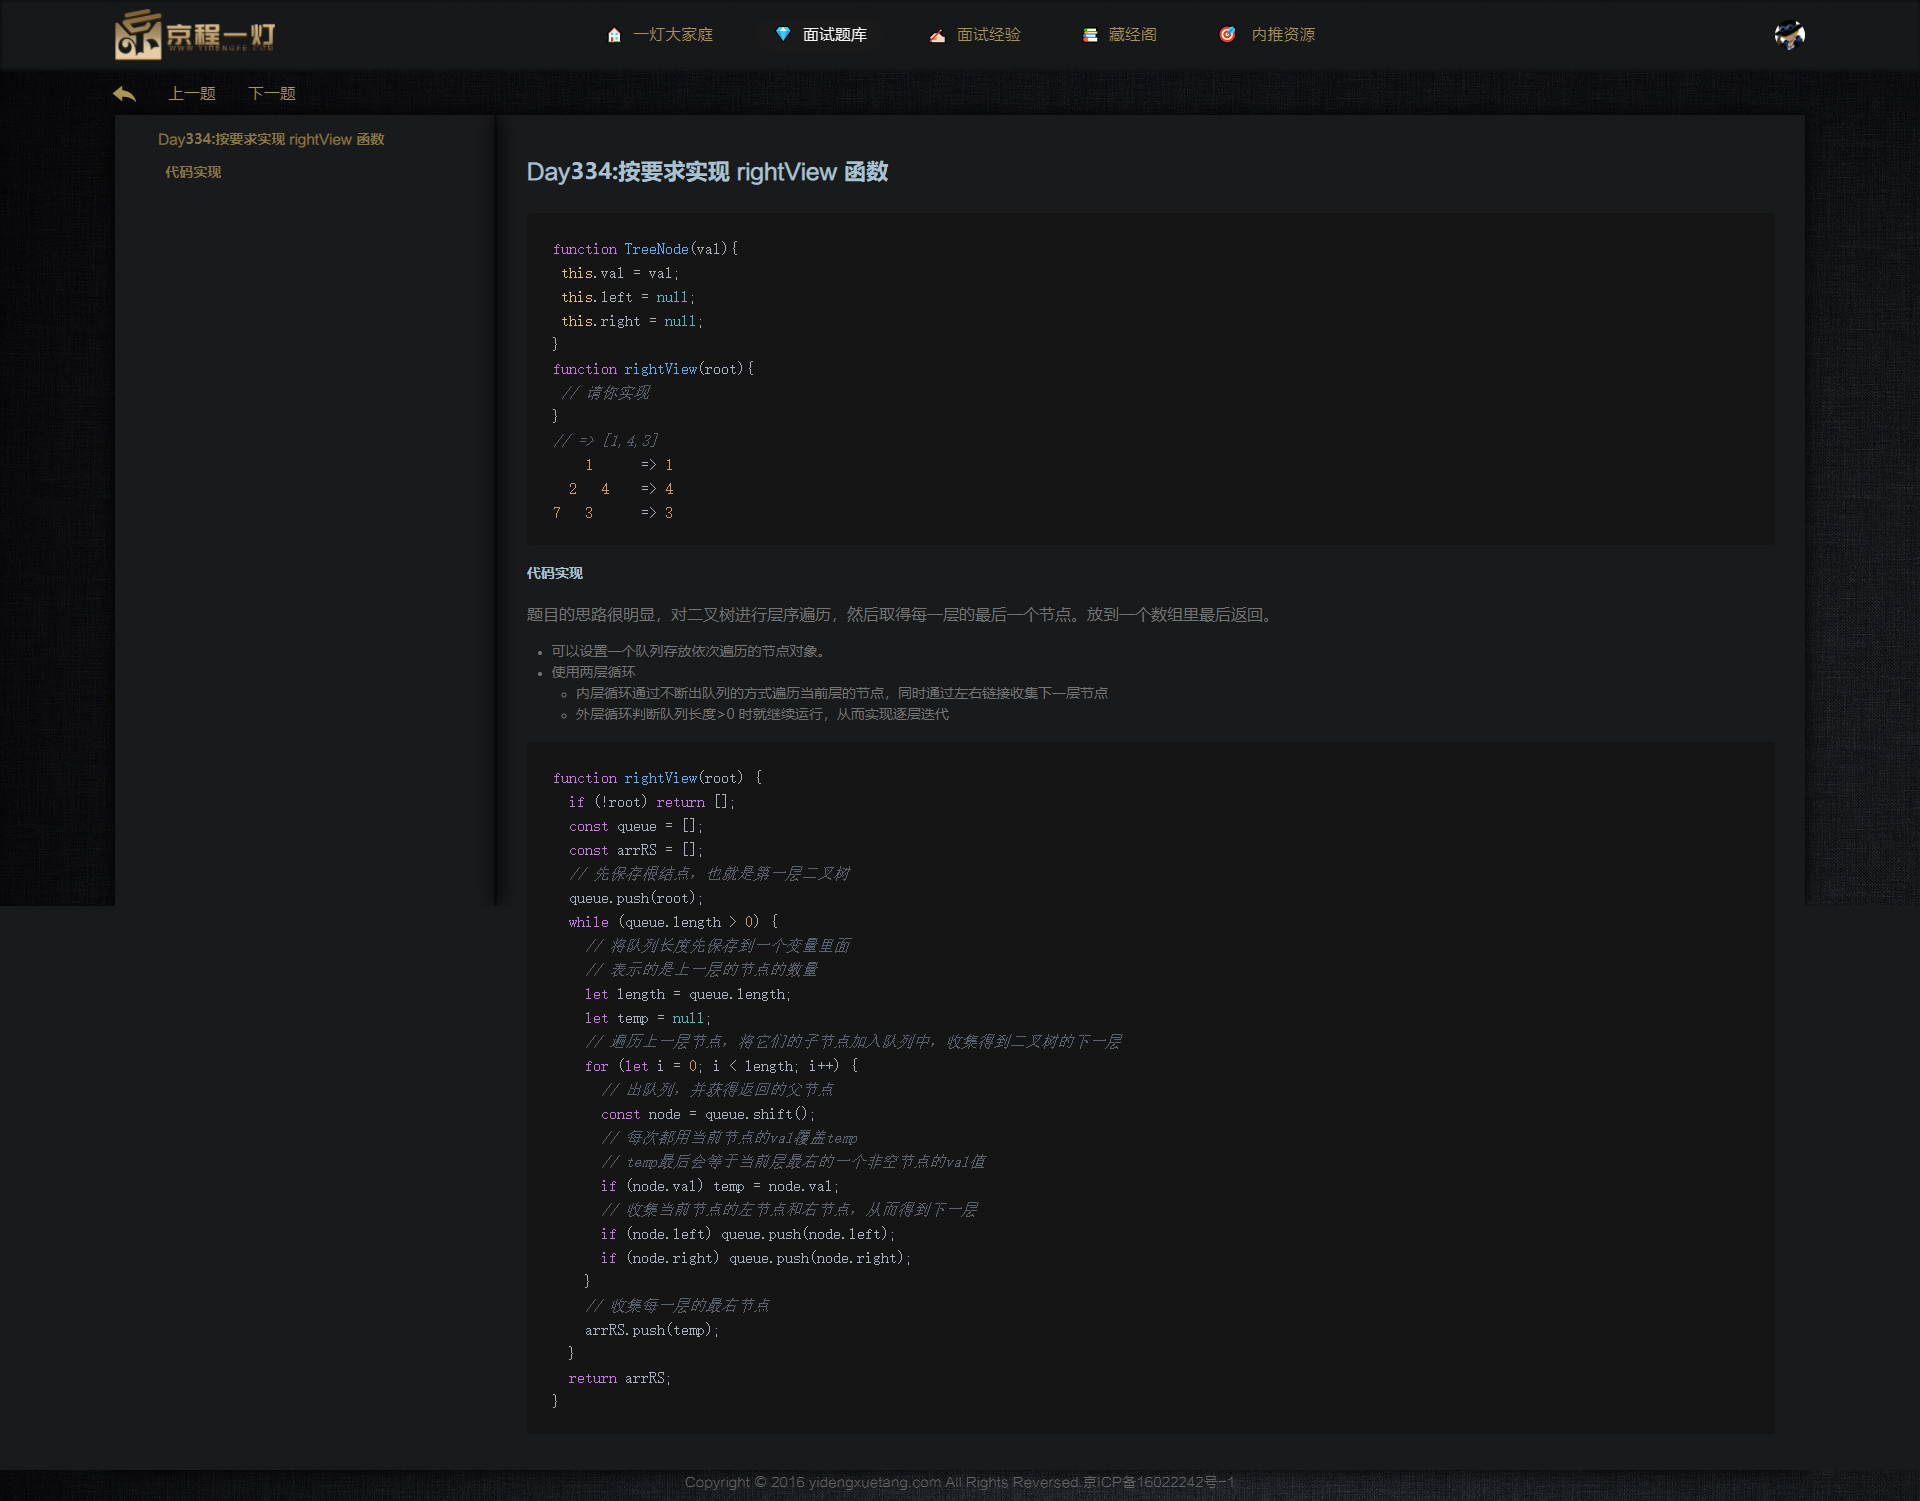 京程一灯
WWW.YIDENGFE.COM
一灯大家庭
面试题库
面试经验
藏经阁
内推资源
上一题
下一题
Day334:按要求实现 rightView 函数
代码实现
Day334:按要求实现 rightView 函数
function TreeNode(val){
 this.val = val;
 this.left = null;
 this.right = null;
}
function rightView(root){
 // 请你实现
}
// => [1,4,3]
    1      => 1
  2   4    => 4
7   3      => 3
代码实现
题目的思路很明显，对二叉树进行层序遍历，然后取得每一层的最后一个节点。放到一个数组里最后返回。
可以设置一个队列存放依次遍历的节点对象。
使用两层循环
内层循环通过不断出队列的方式遍历当前层的节点，同时通过左右链接收集下一层节点
外层循环判断队列长度>0 时就继续运行，从而实现逐层迭代
function rightView(root) {
  if (!root) return [];
  const queue = [];
  const arrRS = [];
  // 先保存根结点，也就是第一层二叉树
  queue.push(root);
  while (queue.length > 0) {
    // 将队列长度先保存到一个变量里面
    // 表示的是上一层的节点的数量
    let length = queue.length;
    let temp = null;
    // 遍历上一层节点，将它们的子节点加入队列中，收集得到二叉树的下一层
    for (let i = 0; i < length; i++) {
      // 出队列，并获得返回的父节点
      const node = queue.shift();
      // 每次都用当前节点的val覆盖temp
      // temp最后会等于当前层最右的一个非空节点的val值
      if (node.val) temp = node.val;
      // 收集当前节点的左节点和右节点，从而得到下一层
      if (node.left) queue.push(node.left);
      if (node.right) queue.push(node.right);
    }
    // 收集每一层的最右节点
    arrRS.push(temp);
  }
  return arrRS;
}
Copyright © 2016 yidengxuetang.com All Rights Reversed.京ICP备16022242号-1